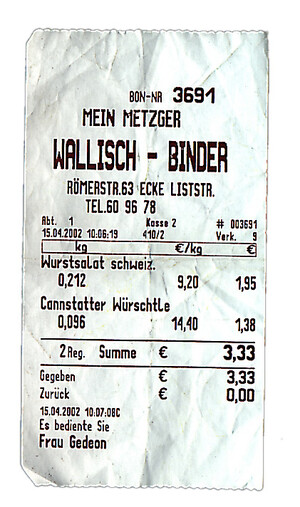 BON-NR 3691
MEIN METZGER
WALLISCH - BINDER
RÖMERSTR.63 ECKE LISTSTR.
TEL.60 96 78
Abt. 1 Kasse 2 # 003691
15.04.2002 10:06:19 410/2 Verk. 9
kg €/kg €
Wurstsalat schweiz.
0,212 9,20 1,95
Cannstatter Würschtle
0,096 14,40 1,38
2 Reg. Summe € 3,33
Gegeben € 3,33
Zurück € 0,00
15.04.2002 10:07:08C
Es bediente Sie
Frau Gedeon